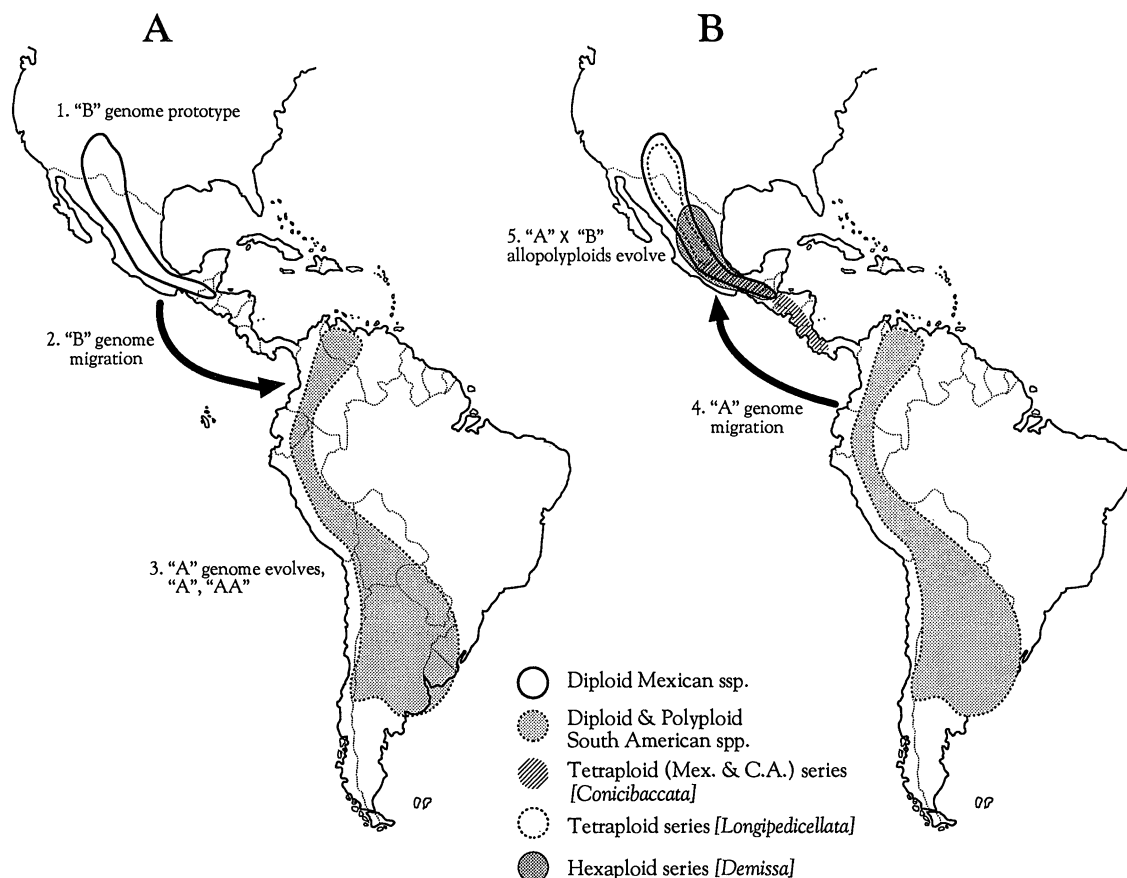 A
1. “B” genome prototype
2. “B” genome
migration
3. “A” genome evolves,
“A”, “AA”
B
5. “A” X “B”
allopolyploids evolve
4. “A” genome
migration
Diploid Mexican ssp.
Diploid & Polyploid
South American spp.
Tetraploid (Mex. & C.A.) series
[Conicibaccata]
Tetraploid series [Longipedicellata]
Hexaploid series [Demissa]